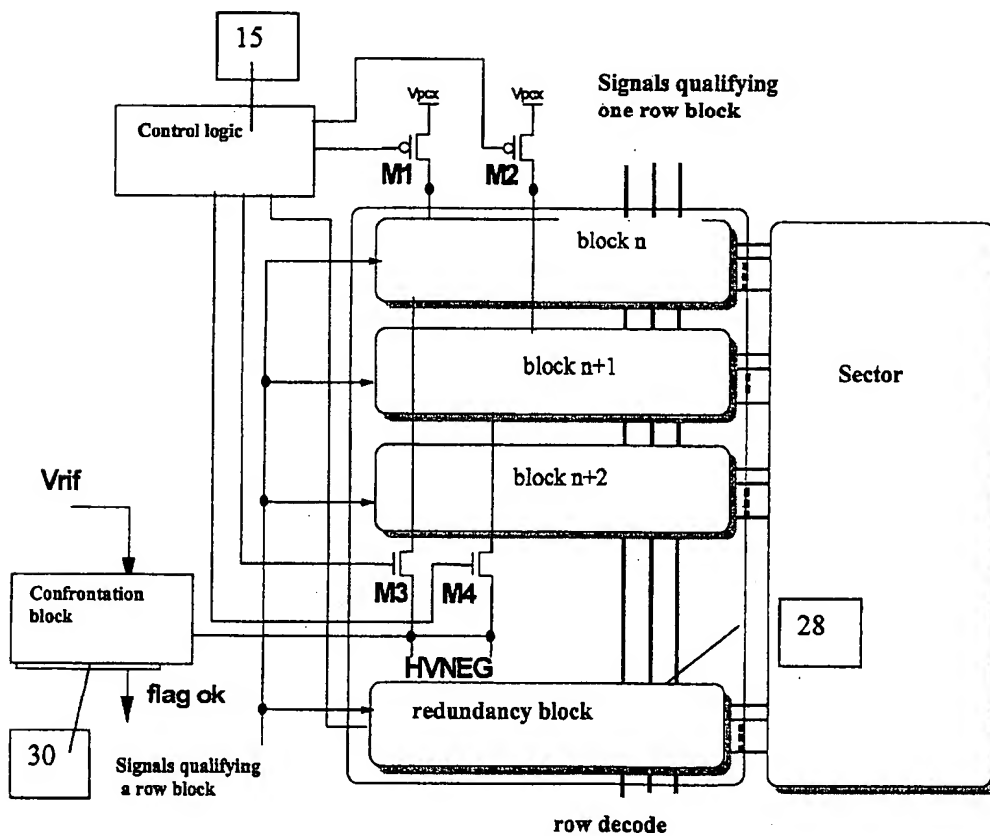 15
Control logic
Vpcx
Vpcx
M1
M2
Signals qualifying
one row block
block n
block n+1
Sector
block n+2
Vrif
Confrontation
block
M3
M4
HVNEG
28
flag ok
redundancy block
30
Signals qualifying
a row block
row decode